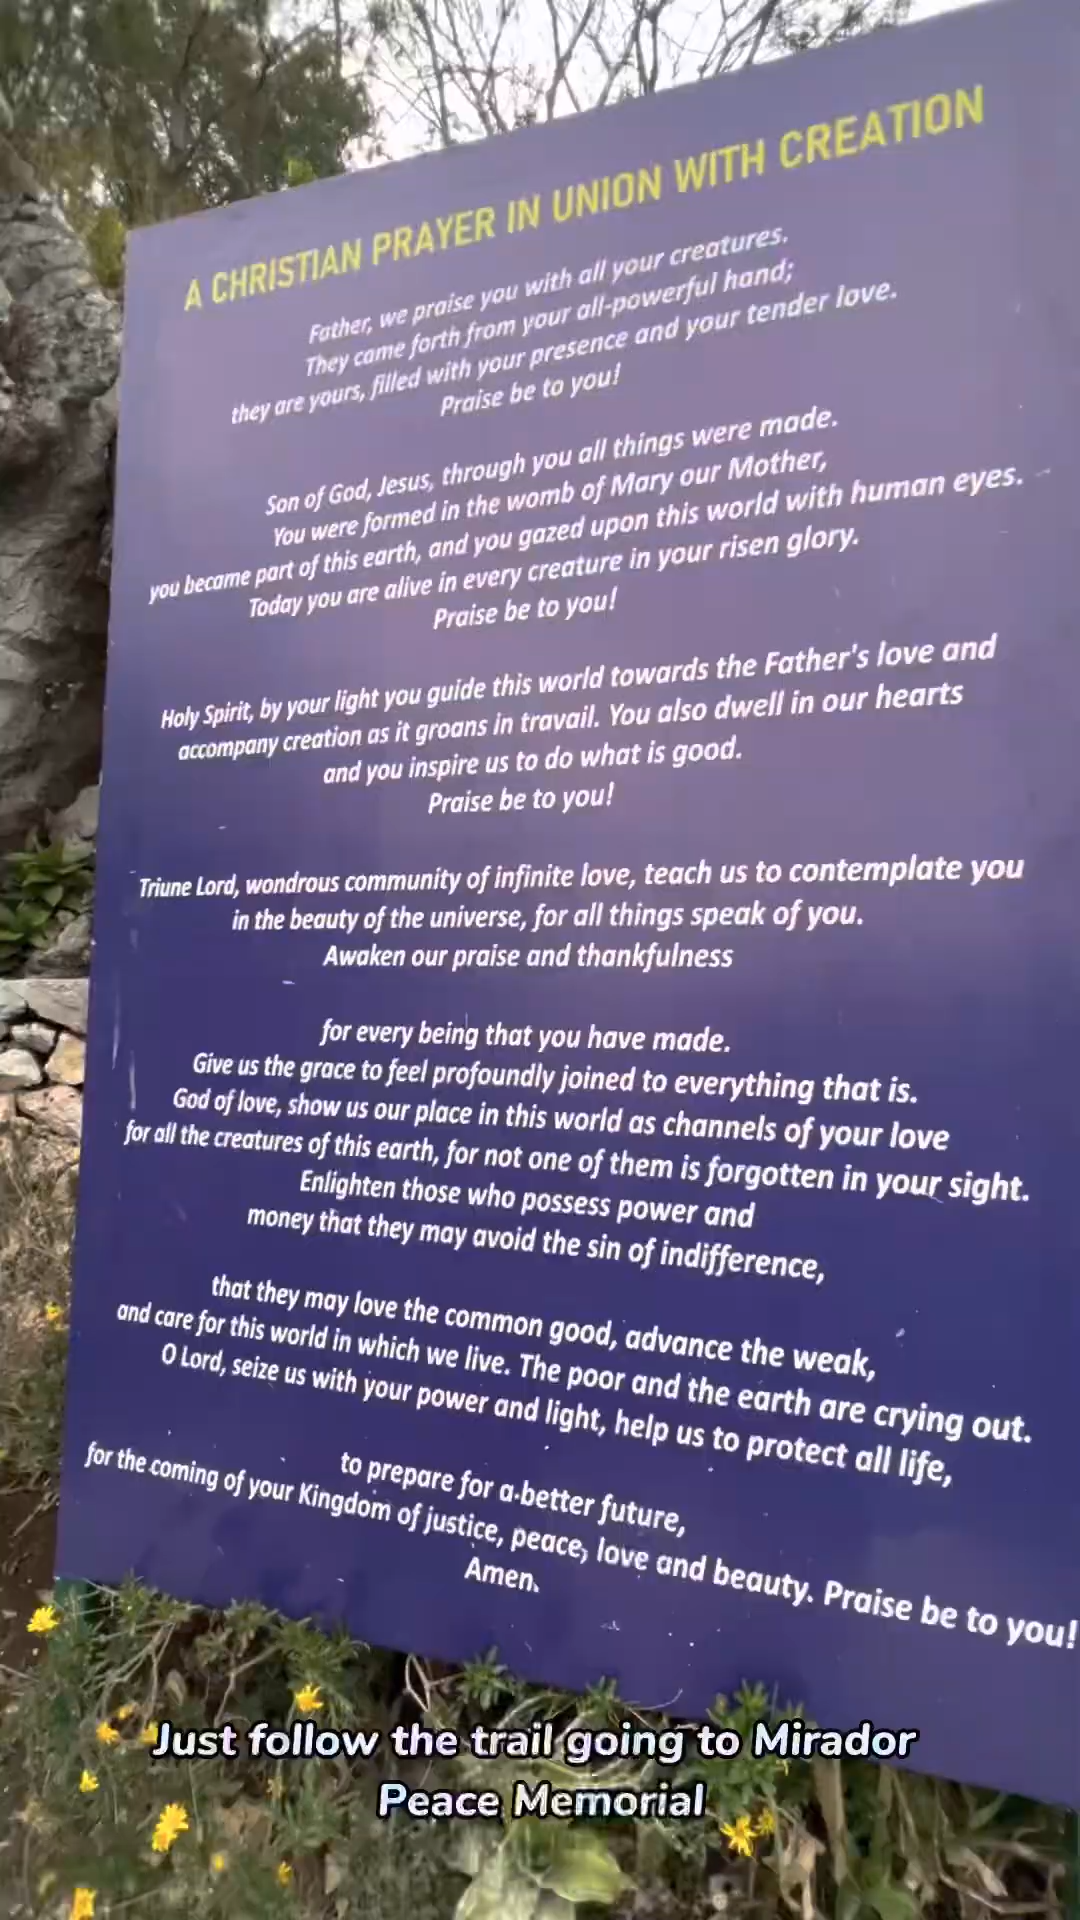 A CHRISTIAN PRAYER IN UNION WITH CREATION
Father, we praise you with all your creatures.
They came forth from your all-powerful hand;
they are yours, filled with your presence and your tender love.
Praise be to you!
Son of God, Jesus, through you all things were made.
You were formed in the womb of Mary our Mother,
you became part of this earth, and you gazed upon this world with human eyes.
Today you are alive in every creature in your risen glory.
Praise be to you!
Holy Spirit, by your light you guide this world towards the Father's love and
accompany creation as it groans in travail. You also dwell in our hearts
and you inspire us to do what is good.
Praise be to you!
Triune Lord, wondrous community of infinite love, teach us to contemplate you
in the beauty of the universe, for all things speak of you.
Awaken our praise and thankfulness
for every being that you have made.
Give us the grace to feel profoundly joined to everything that is.
God of love, show us our place in this world as channels of your love
for all the creatures of this earth, for not one of them is forgotten in your sight.
Enlighten those who possess power and
money that they may avoid the sin of indifference,
that they may love the common good, advance the weak,
and care for this world in which we live. The poor and the earth are crying out.
O Lord, seize us with your power and light, help us to protect all life,
to prepare for a better future,
for the coming of your Kingdom of justice, peace, love and beauty. Praise be to you!
Amen.
Just follow the trail going to Mirador
Peace Memorial